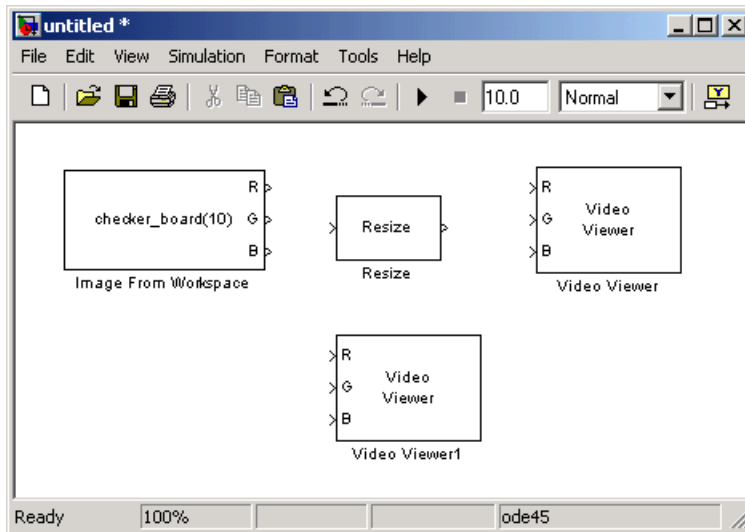 untitled *
File Edit View Simulation Format Tools Help
10.0 Normal
R
checker_board(10) G
B
Image From Workspace
Resize
Resize
R
G
B
Video
Viewer
Video Viewer
R
G
B
Video
Viewer
Video Viewer1
Ready 100% ode45